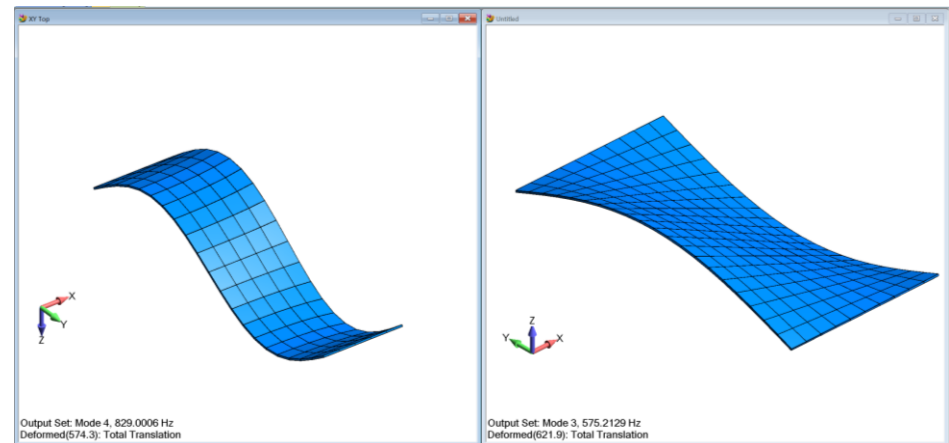 XY Top
Untitled
X
Y
Z
Z
Y
X
Output Set: Mode 4, 829.0006 Hz
Deformed(574.3): Total Translation
Output Set: Mode 3, 575.2129 Hz
Deformed(621.9): Total Translation